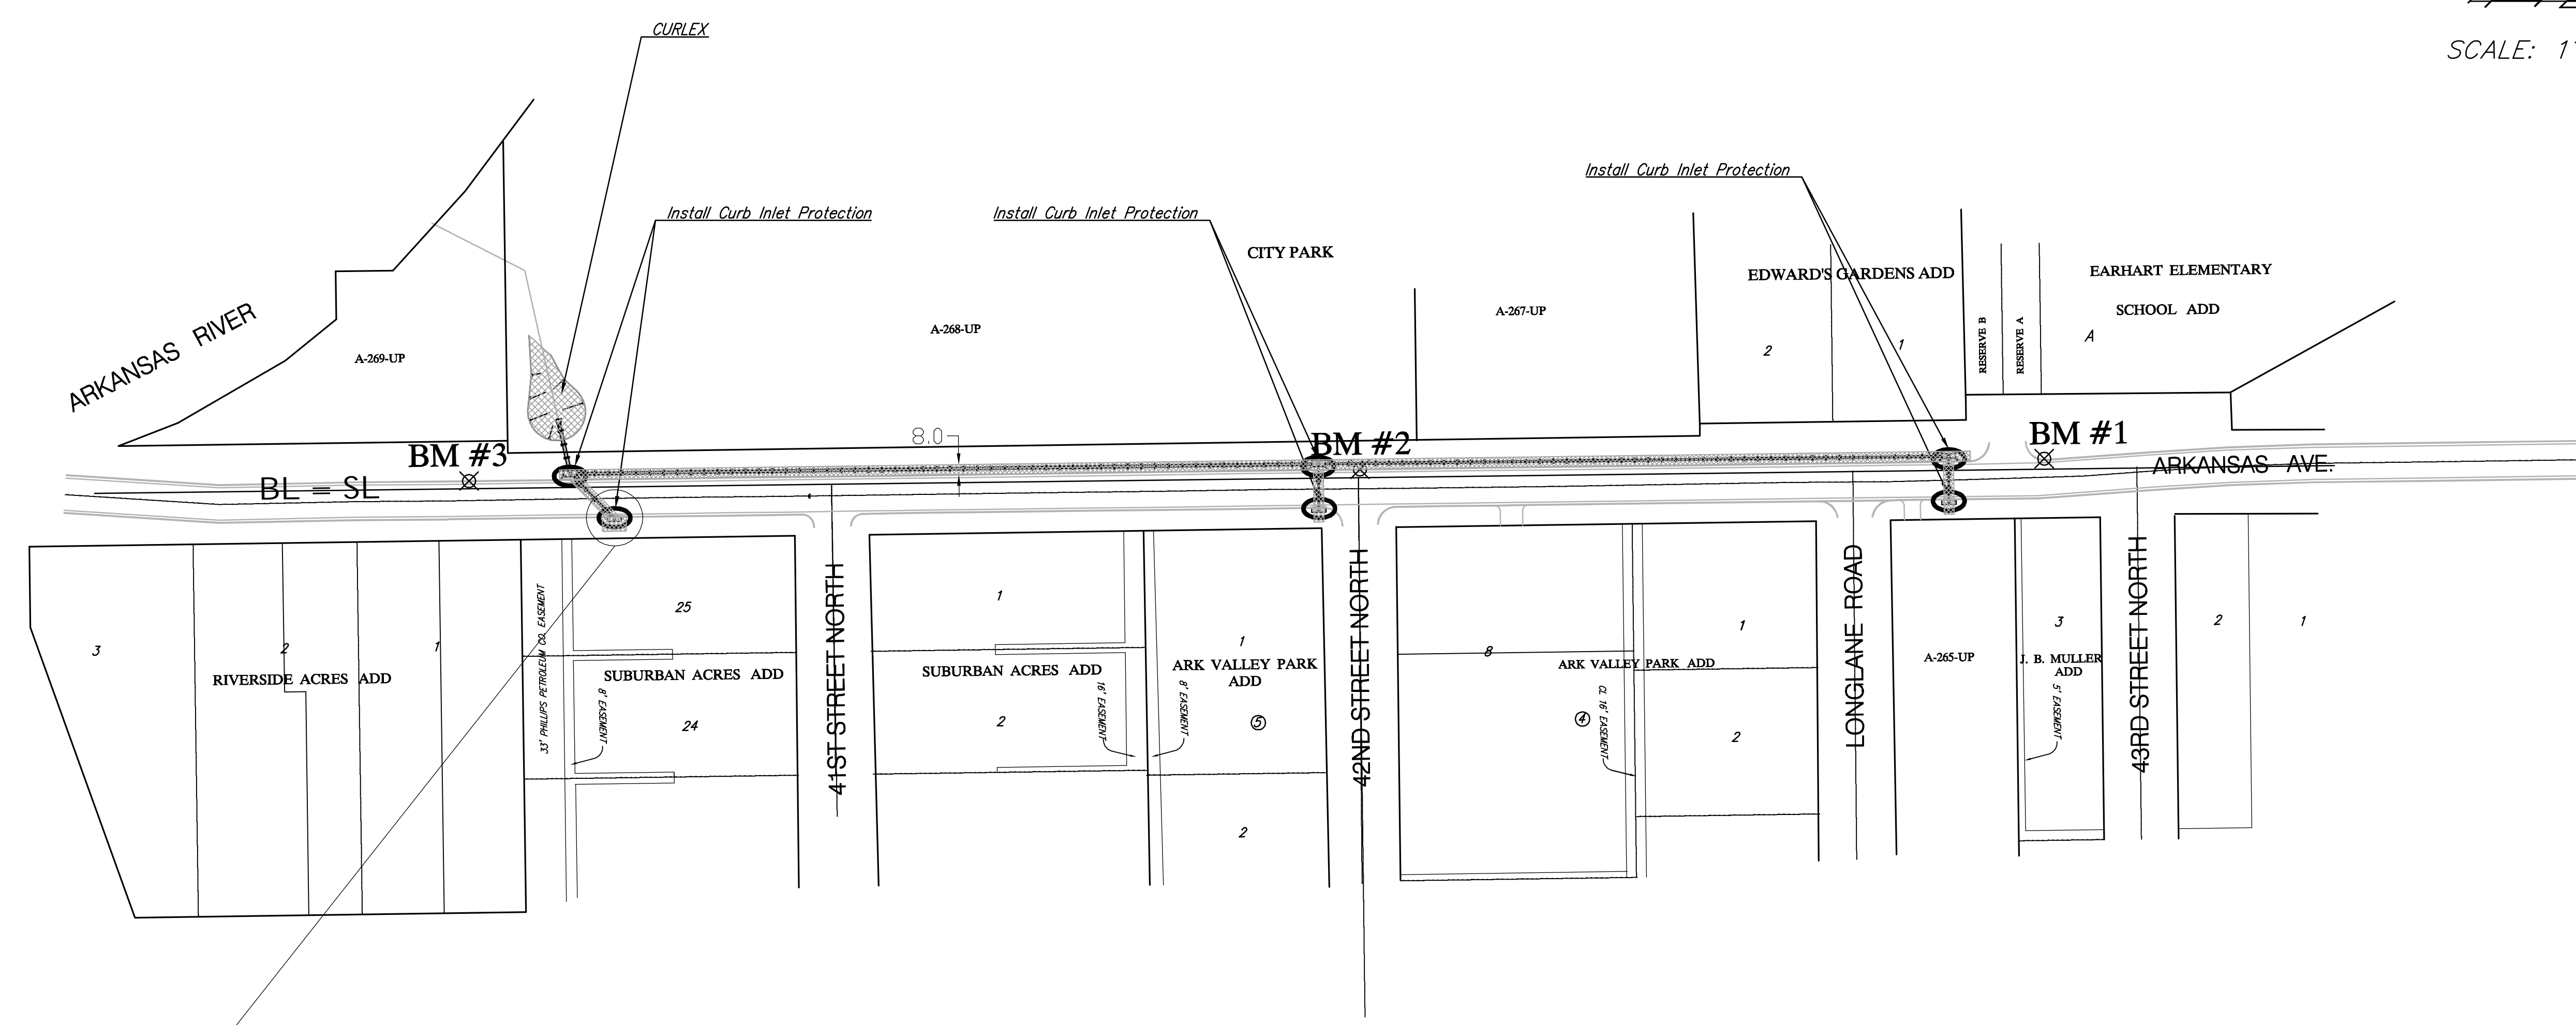 CURLEX
SCALE: 1"
Install Curb Inlet Protection
Install Curb Inlet Protection
Install Curb Inlet Protection
CITY PARK
EDWARD'S GARDENS ADD
EARHART ELEMENTARY
SCHOOL ADD
A
RESERVE B
RESERVE A
2
1
A-267-UP
A-268-UP
A-269-UP
ARKANSAS RIVER
8.0
BM #3
BM #2
BM #1
BL = SL
ARKANSAS AVE.
3
2
1
RIVERSIDE ACRES ADD
33' PHILLIPS PETROLEUM CO. EASEMENT
8' EASEMENT
25
SUBURBAN ACRES ADD
24
41ST STREET NORTH
1
SUBURBAN ACRES ADD
2
16' EASEMENT
8' EASEMENT
1
ARK VALLEY PARK
ADD
5
2
42ND STREET NORTH
8
ARK VALLEY PARK ADD
4
CL 16' EASEMENT
1
2
LONGLANE ROAD
A-265-UP
3
J. B. MULLER
ADD
5' EASEMENT
43RD STREET NORTH
2
1